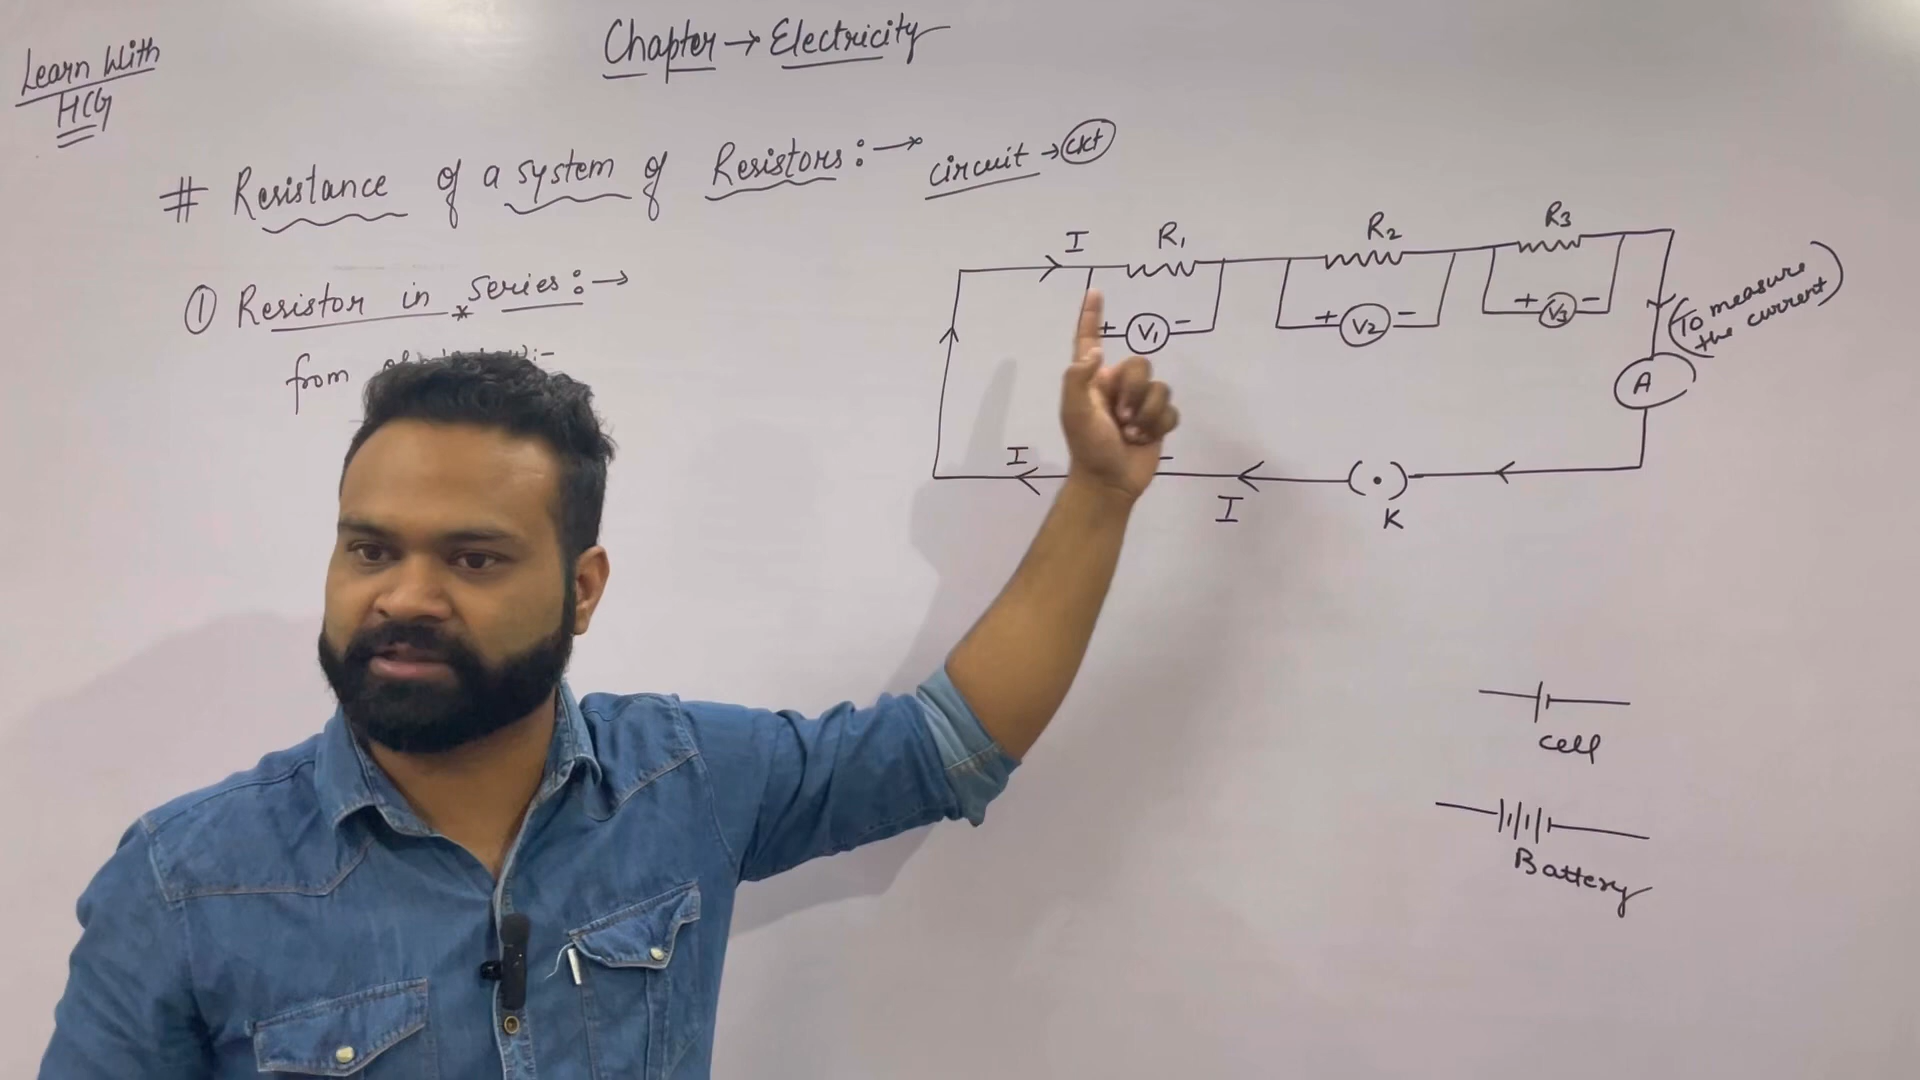 Learn With
HCG
Chapter → Electricity
# Resistance of a system of Resistors :→
circuit → ckt
① Resistor in series :→
from
I R1 R2 R3
+ V1 - + V2 - + V3 -
(To measure
the current)
A
I
-
I
K
cell
Battery